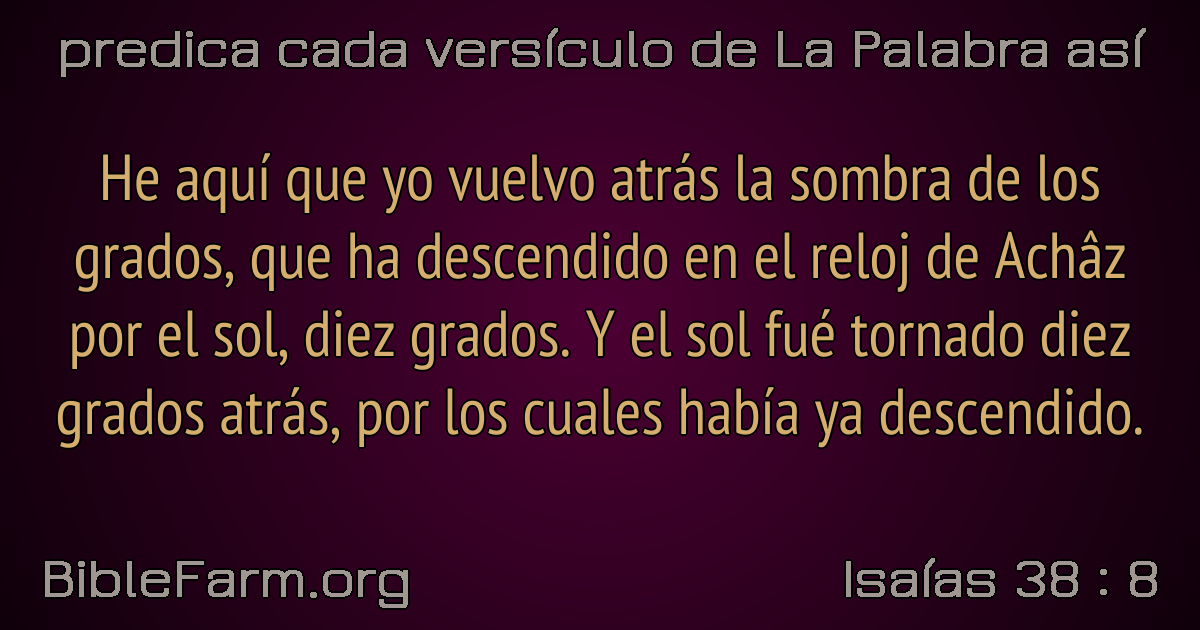 predica cada versículo de La Palabra así
He aquí que yo vuelvo atrás la sombra de los
grados, que ha descendido en el reloj de Achâz
por el sol, diez grados. Y el sol fué tornado diez
grados atrás, por los cuales había ya descendido.
BibleFarm.org
Isaías 38 : 8